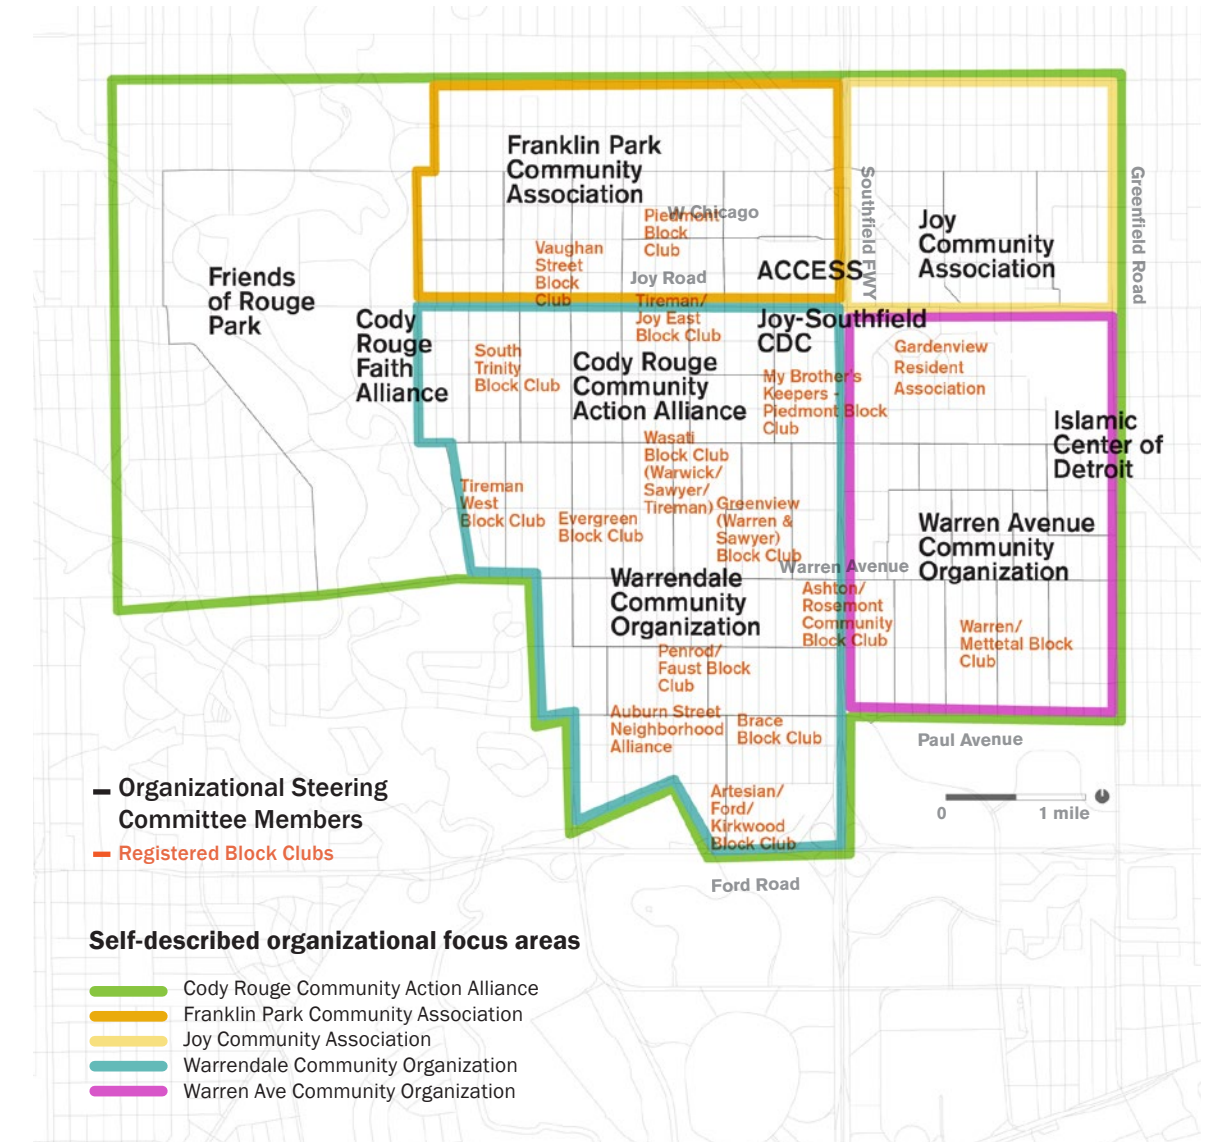 Franklin Park
Community
Association
W Chicago
Piedmont
Block
Club
Vaughan
Street
Block
Club
Joy Road
ACCESS
Southfield FWY
Joy
Community
Association
Greenfield Road
Friends
of Rouge
Park
Cody
Rouge
Faith
Alliance
Tireman/
Joy East
Block Club
Joy-Southfield
CDC
South
Trinity
Block Club
Cody Rouge
Community
Action Alliance
My Brother's
Keepers -
Piedmont Block
Club
Gardenview
Resident
Association
Islamic
Center of
Detroit
Wasati
Block Club
(Warwick/
Sawyer/
Tireman)
Tireman
West
Block Club
Evergreen
Block Club
Greenview
(Warren &
Sawyer)
Block Club
Warren Avenue
Warren Avenue
Community
Organization
Warrendale
Community
Organization
Ashton/
Rosemont
Community
Block Club
Warren/
Mettetal Block
Club
Penrod/
Faust Block
Club
Auburn Street
Neighborhood
Alliance
Brace
Block Club
Paul Avenue
Artesian/
Ford/
Kirkwood
Block Club
0 1 mile
Ford Road
Organizational Steering
Committee Members
Registered Block Clubs
Self-described organizational focus areas
Cody Rouge Community Action Alliance
Franklin Park Community Association
Joy Community Association
Warrendale Community Organization
Warren Ave Community Organization